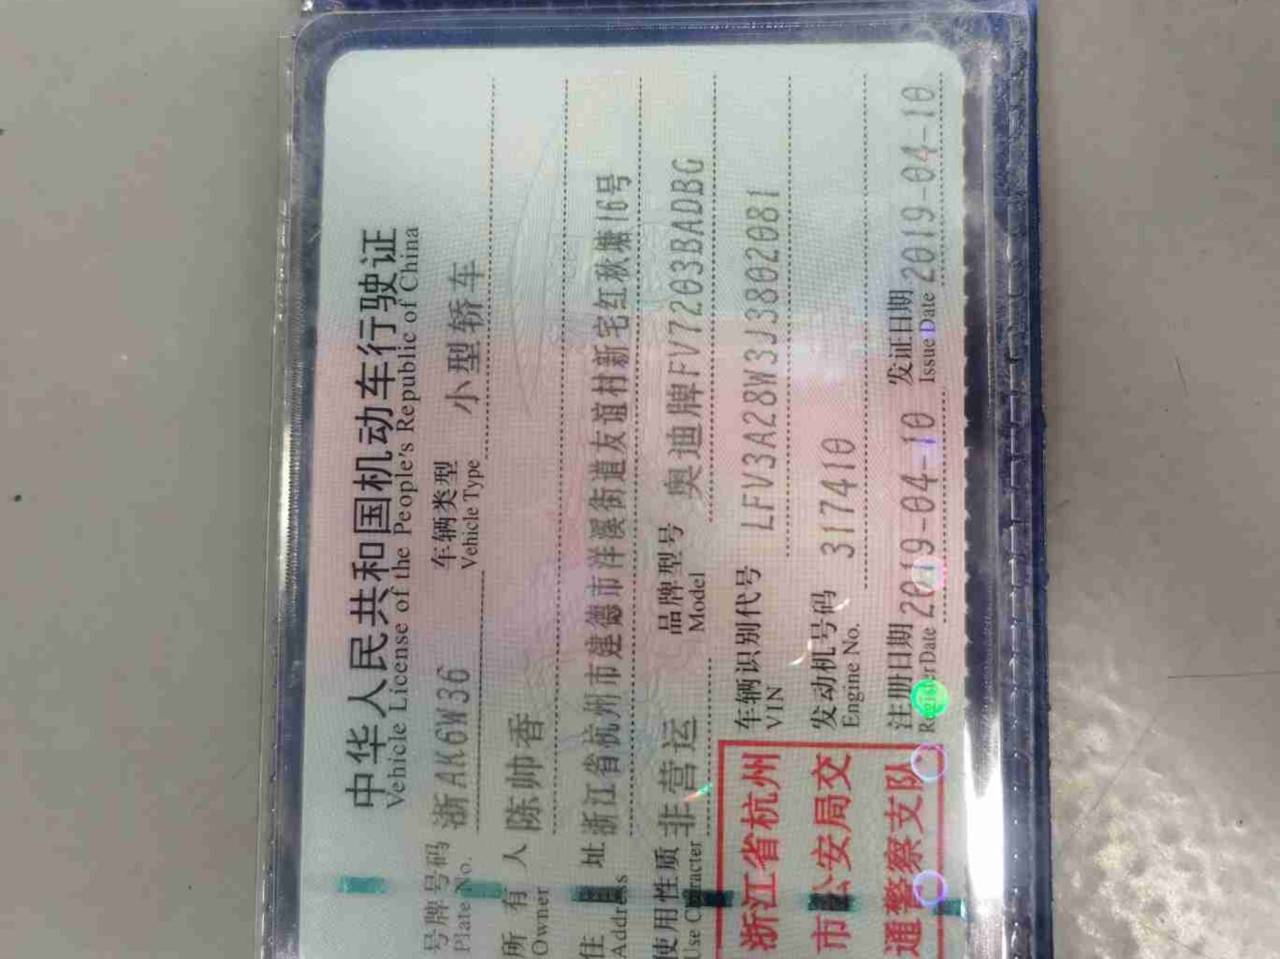 中华人民共和国机动车行驶证
Vehicle License of the People's Republic of China
号牌号码 浙AK6W36 车辆类型 小型轿车
Plate No. Vehicle Type
所有人 陈帅香
Owner
住址 浙江省杭州市建德市洋溪街道友谊村新宅红秋塘16号
Address
使用性质 非营运 品牌型号 奥迪牌FV7203BADBG
Use Character Model
浙江省杭州
市公安局交
通警察支队
车辆识别代号 LFV3A28W3J3802081
VIN
发动机号码 317410
Engine No.
注册日期 2019-04-10 发证日期 2019-04-10
Register Date Issue Date